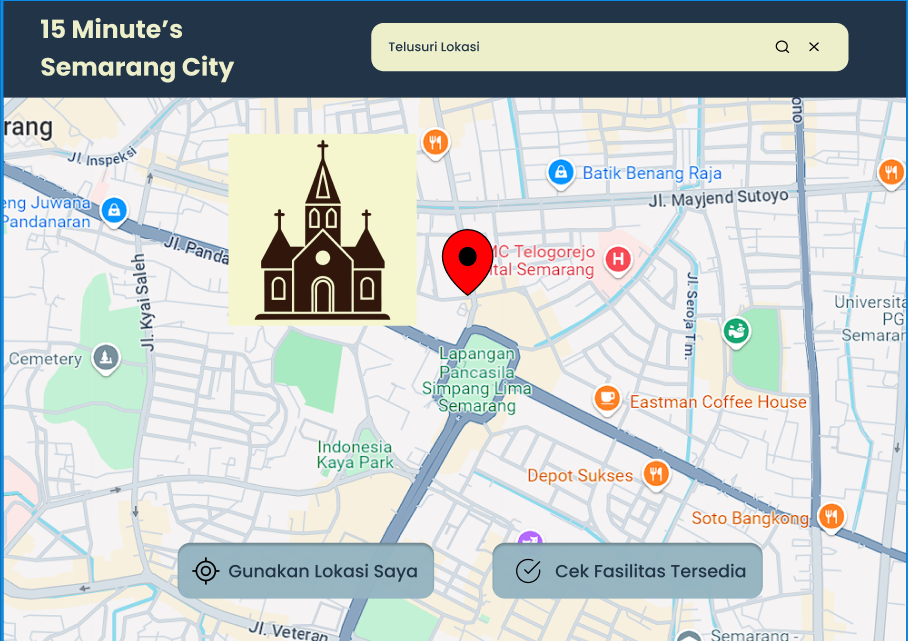 15 Minute's
Semarang City
Telusuri Lokasi
rang
Jl. Inspeksi
Batik Benang Raja
Jl. Mayjend Sutoyo
eng Juwana
Pandanaran
Jl. Panda
Jl. Kyai Saleh
MC Telogorejo
ital Semarang
H
Jl. Seroja Tim.
Universita
PG
Semarar
Cemetery
Lapangan
Pancasila
Simpang Lima
Semarang
Eastman Coffee House
Indonesia
Kaya Park
Depot Sukses
Soto Bangkong
Gunakan Lokasi Saya
Cek Fasilitas Tersedia
Jl. Veteran
Semarang